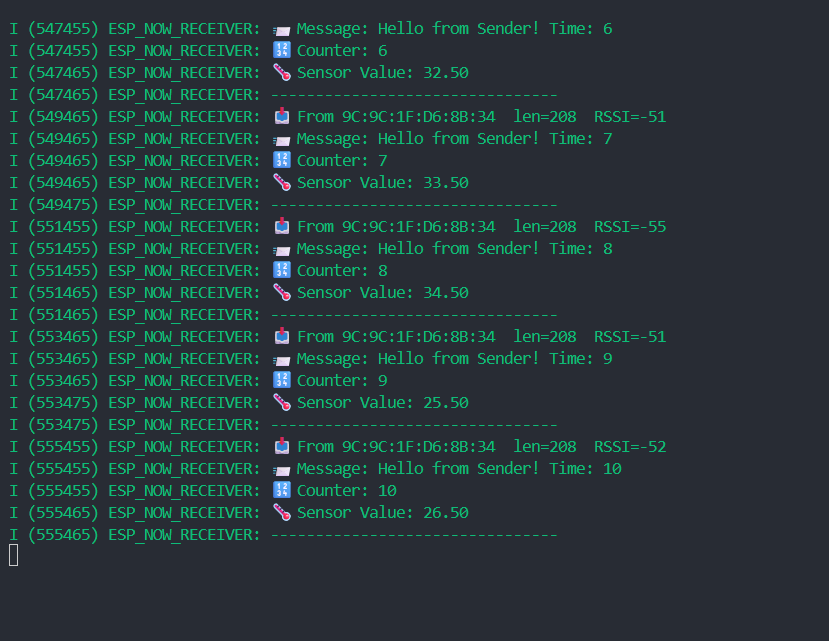 I (547455) ESP_NOW_RECEIVER: 📨 Message: Hello from Sender! Time: 6
I (547455) ESP_NOW_RECEIVER: 🔢 Counter: 6
I (547465) ESP_NOW_RECEIVER: 🌡️ Sensor Value: 32.50
I (547465) ESP_NOW_RECEIVER: --------------------------------
I (549465) ESP_NOW_RECEIVER: 📥 From 9C:9C:1F:D6:8B:34  len=208  RSSI=-51
I (549465) ESP_NOW_RECEIVER: 📨 Message: Hello from Sender! Time: 7
I (549465) ESP_NOW_RECEIVER: 🔢 Counter: 7
I (549465) ESP_NOW_RECEIVER: 🌡️ Sensor Value: 33.50
I (549475) ESP_NOW_RECEIVER: --------------------------------
I (551455) ESP_NOW_RECEIVER: 📥 From 9C:9C:1F:D6:8B:34  len=208  RSSI=-55
I (551455) ESP_NOW_RECEIVER: 📨 Message: Hello from Sender! Time: 8
I (551455) ESP_NOW_RECEIVER: 🔢 Counter: 8
I (551465) ESP_NOW_RECEIVER: 🌡️ Sensor Value: 34.50
I (551465) ESP_NOW_RECEIVER: --------------------------------
I (553465) ESP_NOW_RECEIVER: 📥 From 9C:9C:1F:D6:8B:34  len=208  RSSI=-51
I (553465) ESP_NOW_RECEIVER: 📨 Message: Hello from Sender! Time: 9
I (553465) ESP_NOW_RECEIVER: 🔢 Counter: 9
I (553475) ESP_NOW_RECEIVER: 🌡️ Sensor Value: 25.50
I (553475) ESP_NOW_RECEIVER: --------------------------------
I (555455) ESP_NOW_RECEIVER: 📥 From 9C:9C:1F:D6:8B:34  len=208  RSSI=-52
I (555455) ESP_NOW_RECEIVER: 📨 Message: Hello from Sender! Time: 10
I (555455) ESP_NOW_RECEIVER: 🔢 Counter: 10
I (555465) ESP_NOW_RECEIVER: 🌡️ Sensor Value: 26.50
I (555465) ESP_NOW_RECEIVER: --------------------------------